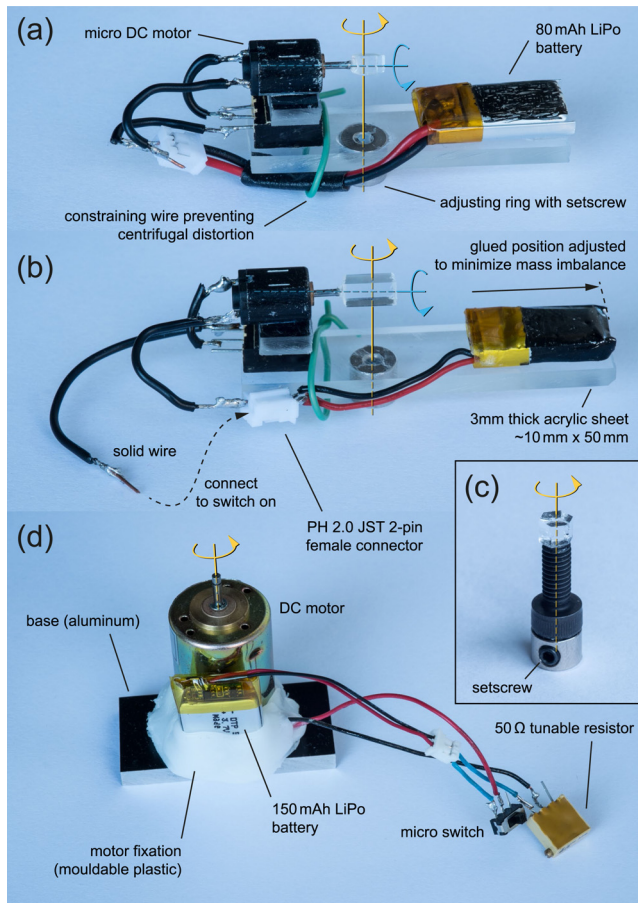 (a)
micro DC motor
80 mAh LiPo
battery
constraining wire preventing
centrifugal distortion
adjusting ring with setscrew
(b)
glued position adjusted
to minimize mass imbalance
solid wire
connect
to switch on
3mm thick acrylic sheet
~10 mm x 50 mm
PH 2.0 JST 2-pin
female connector
(c)
setscrew
(d)
DC motor
base (aluminum)
DTP
3.7V
50 Ω tunable resistor
150 mAh LiPo
battery
micro switch
motor fixation
(mouldable plastic)